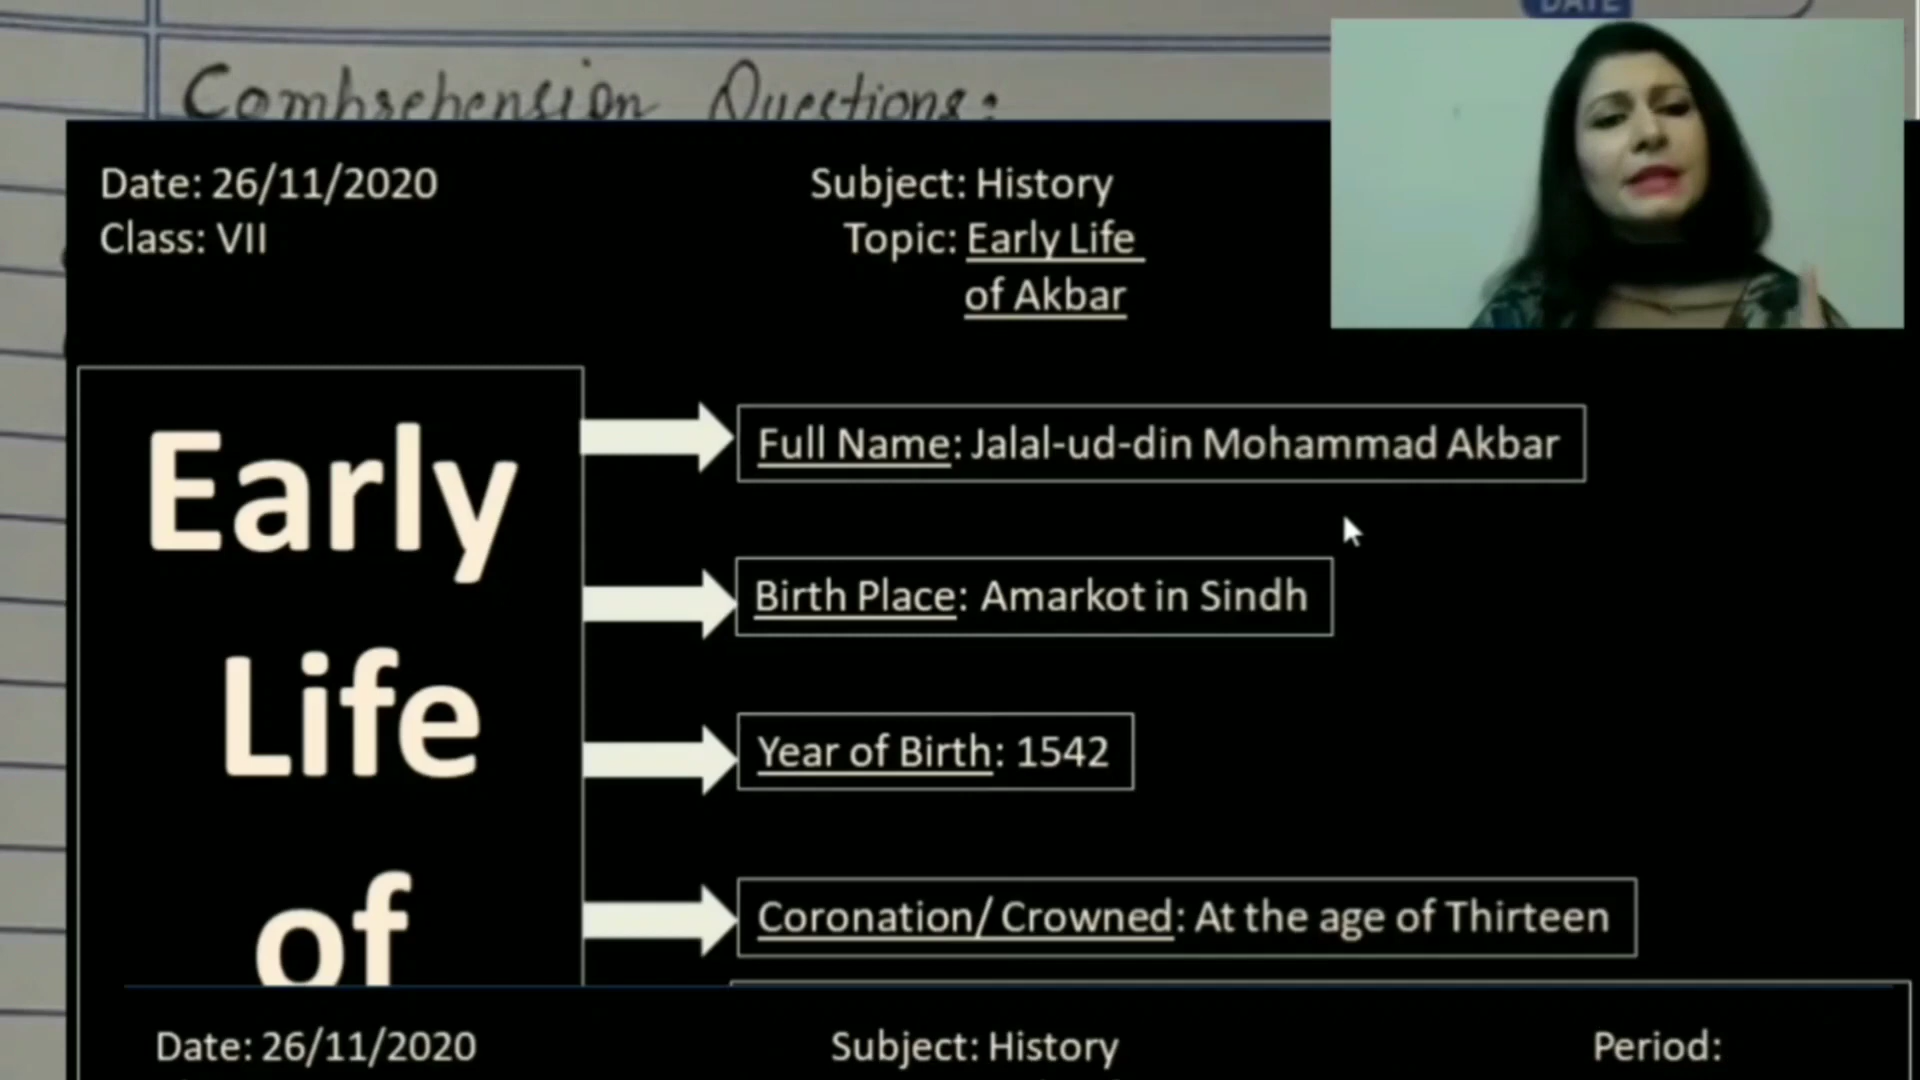 DATE
Comprehension Questions:
Date: 26/11/2020
Subject: History
Class: VII
Topic: Early Life
of Akbar
Early
Life
of
Full Name: Jalal-ud-din Mohammad Akbar
Birth Place: Amarkot in Sindh
Year of Birth: 1542
Coronation/ Crowned: At the age of Thirteen
Date: 26/11/2020
Subject: History
Period: